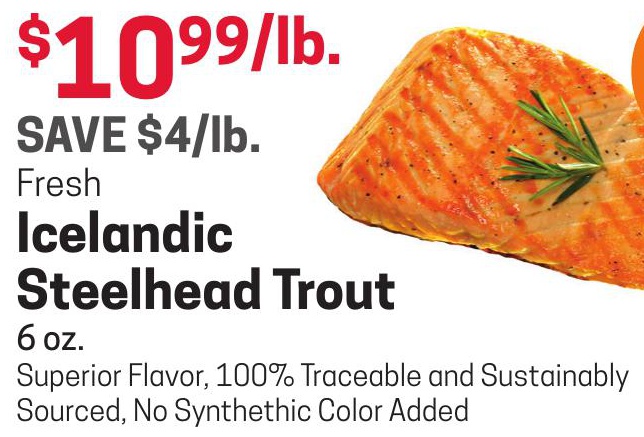 $10.99/lb.
SAVE $4/lb.
Fresh
Icelandic
Steelhead Trout
6 oz.
Superior Flavor, 100% Traceable and Sustainably
Sourced, No Synthethic Color Added